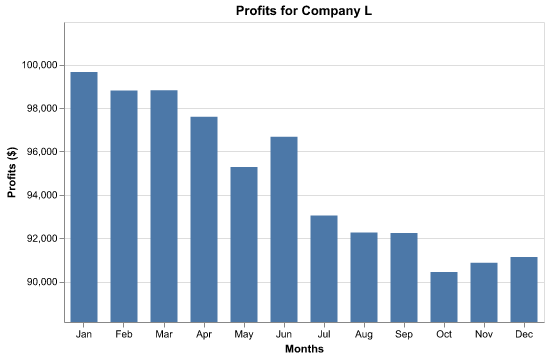 Profits for Company L
Profits ($)
100,000
98,000
96,000
94,000
92,000
90,000
Jan Feb Mar Apr May Jun Jul Aug Sep Oct Nov Dec
Months